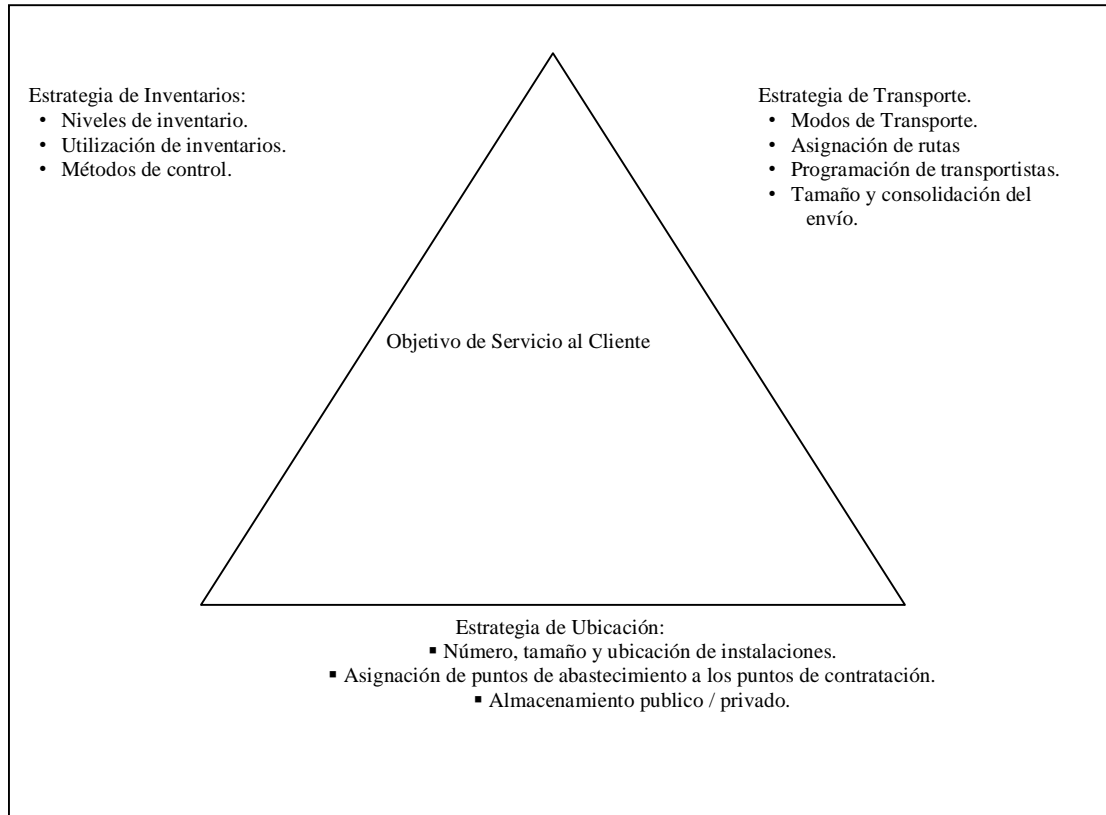 Estrategia de Inventarios:
• Niveles de inventario.
• Utilización de inventarios.
• Métodos de control.
Estrategia de Transporte.
• Modos de Transporte.
• Asignación de rutas
• Programación de transportistas.
• Tamaño y consolidación del
envío.
Objetivo de Servicio al Cliente
Estrategia de Ubicación:
▪ Número, tamaño y ubicación de instalaciones.
▪ Asignación de puntos de abastecimiento a los puntos de contratación.
▪ Almacenamiento publico / privado.